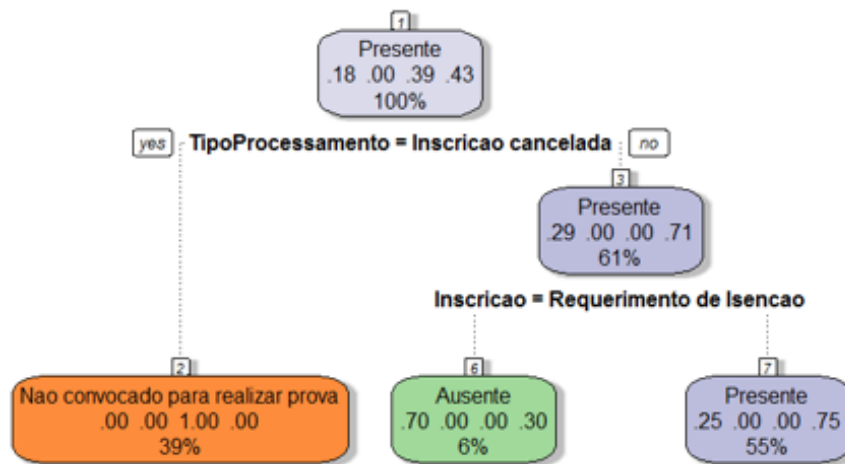 1
Presente
.18 .00 .39 .43
100%
yes TipoProcessamento = Inscricao cancelada no
3
Presente
.29 .00 .00 .71
61%
Inscricao = Requerimento de Isencao
2
Nao convocado para realizar prova
.00 .00 1.00 .00
39%
6
Ausente
.70 .00 .00 .30
6%
7
Presente
.25 .00 .00 .75
55%